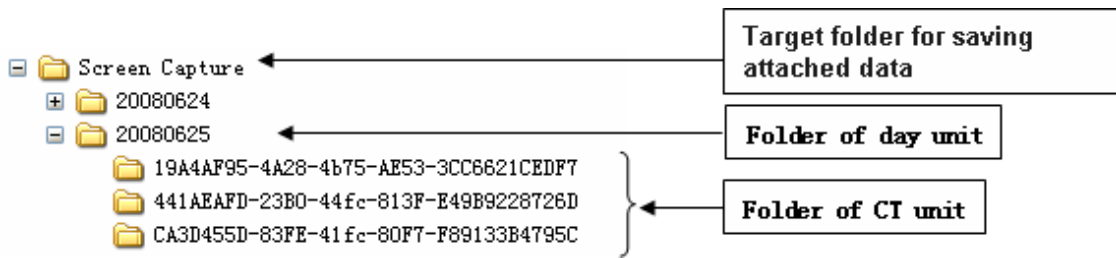 Target folder for saving
attached data
Screen Capture
20080624
20080625
Folder of day unit
19A4AF95-4A28-4b75-AE53-3CC6621CEDF7
441AEAFD-23B0-44fc-813F-E49B9228726D
Folder of CT unit
CA3D455D-83FE-41fc-80F7-F89133B4795C